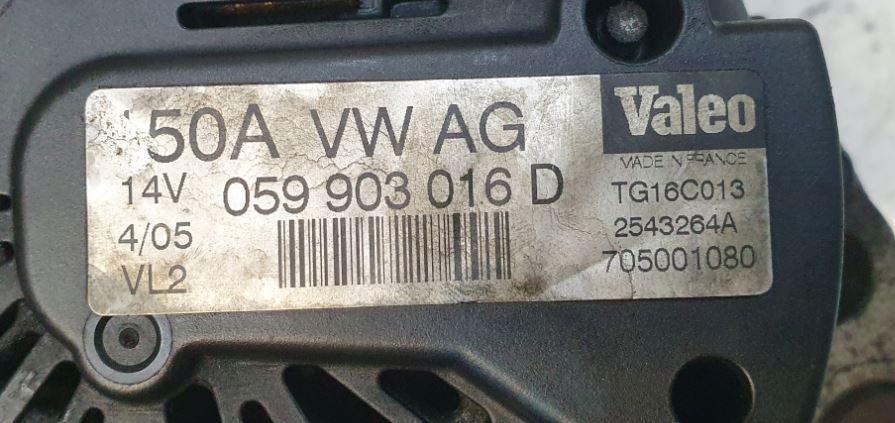 50A VW AG
Valeo
MADE IN FRANCE
14V 059 903 016 D
TG16C013
4/05
2543264A
VL2
705001080